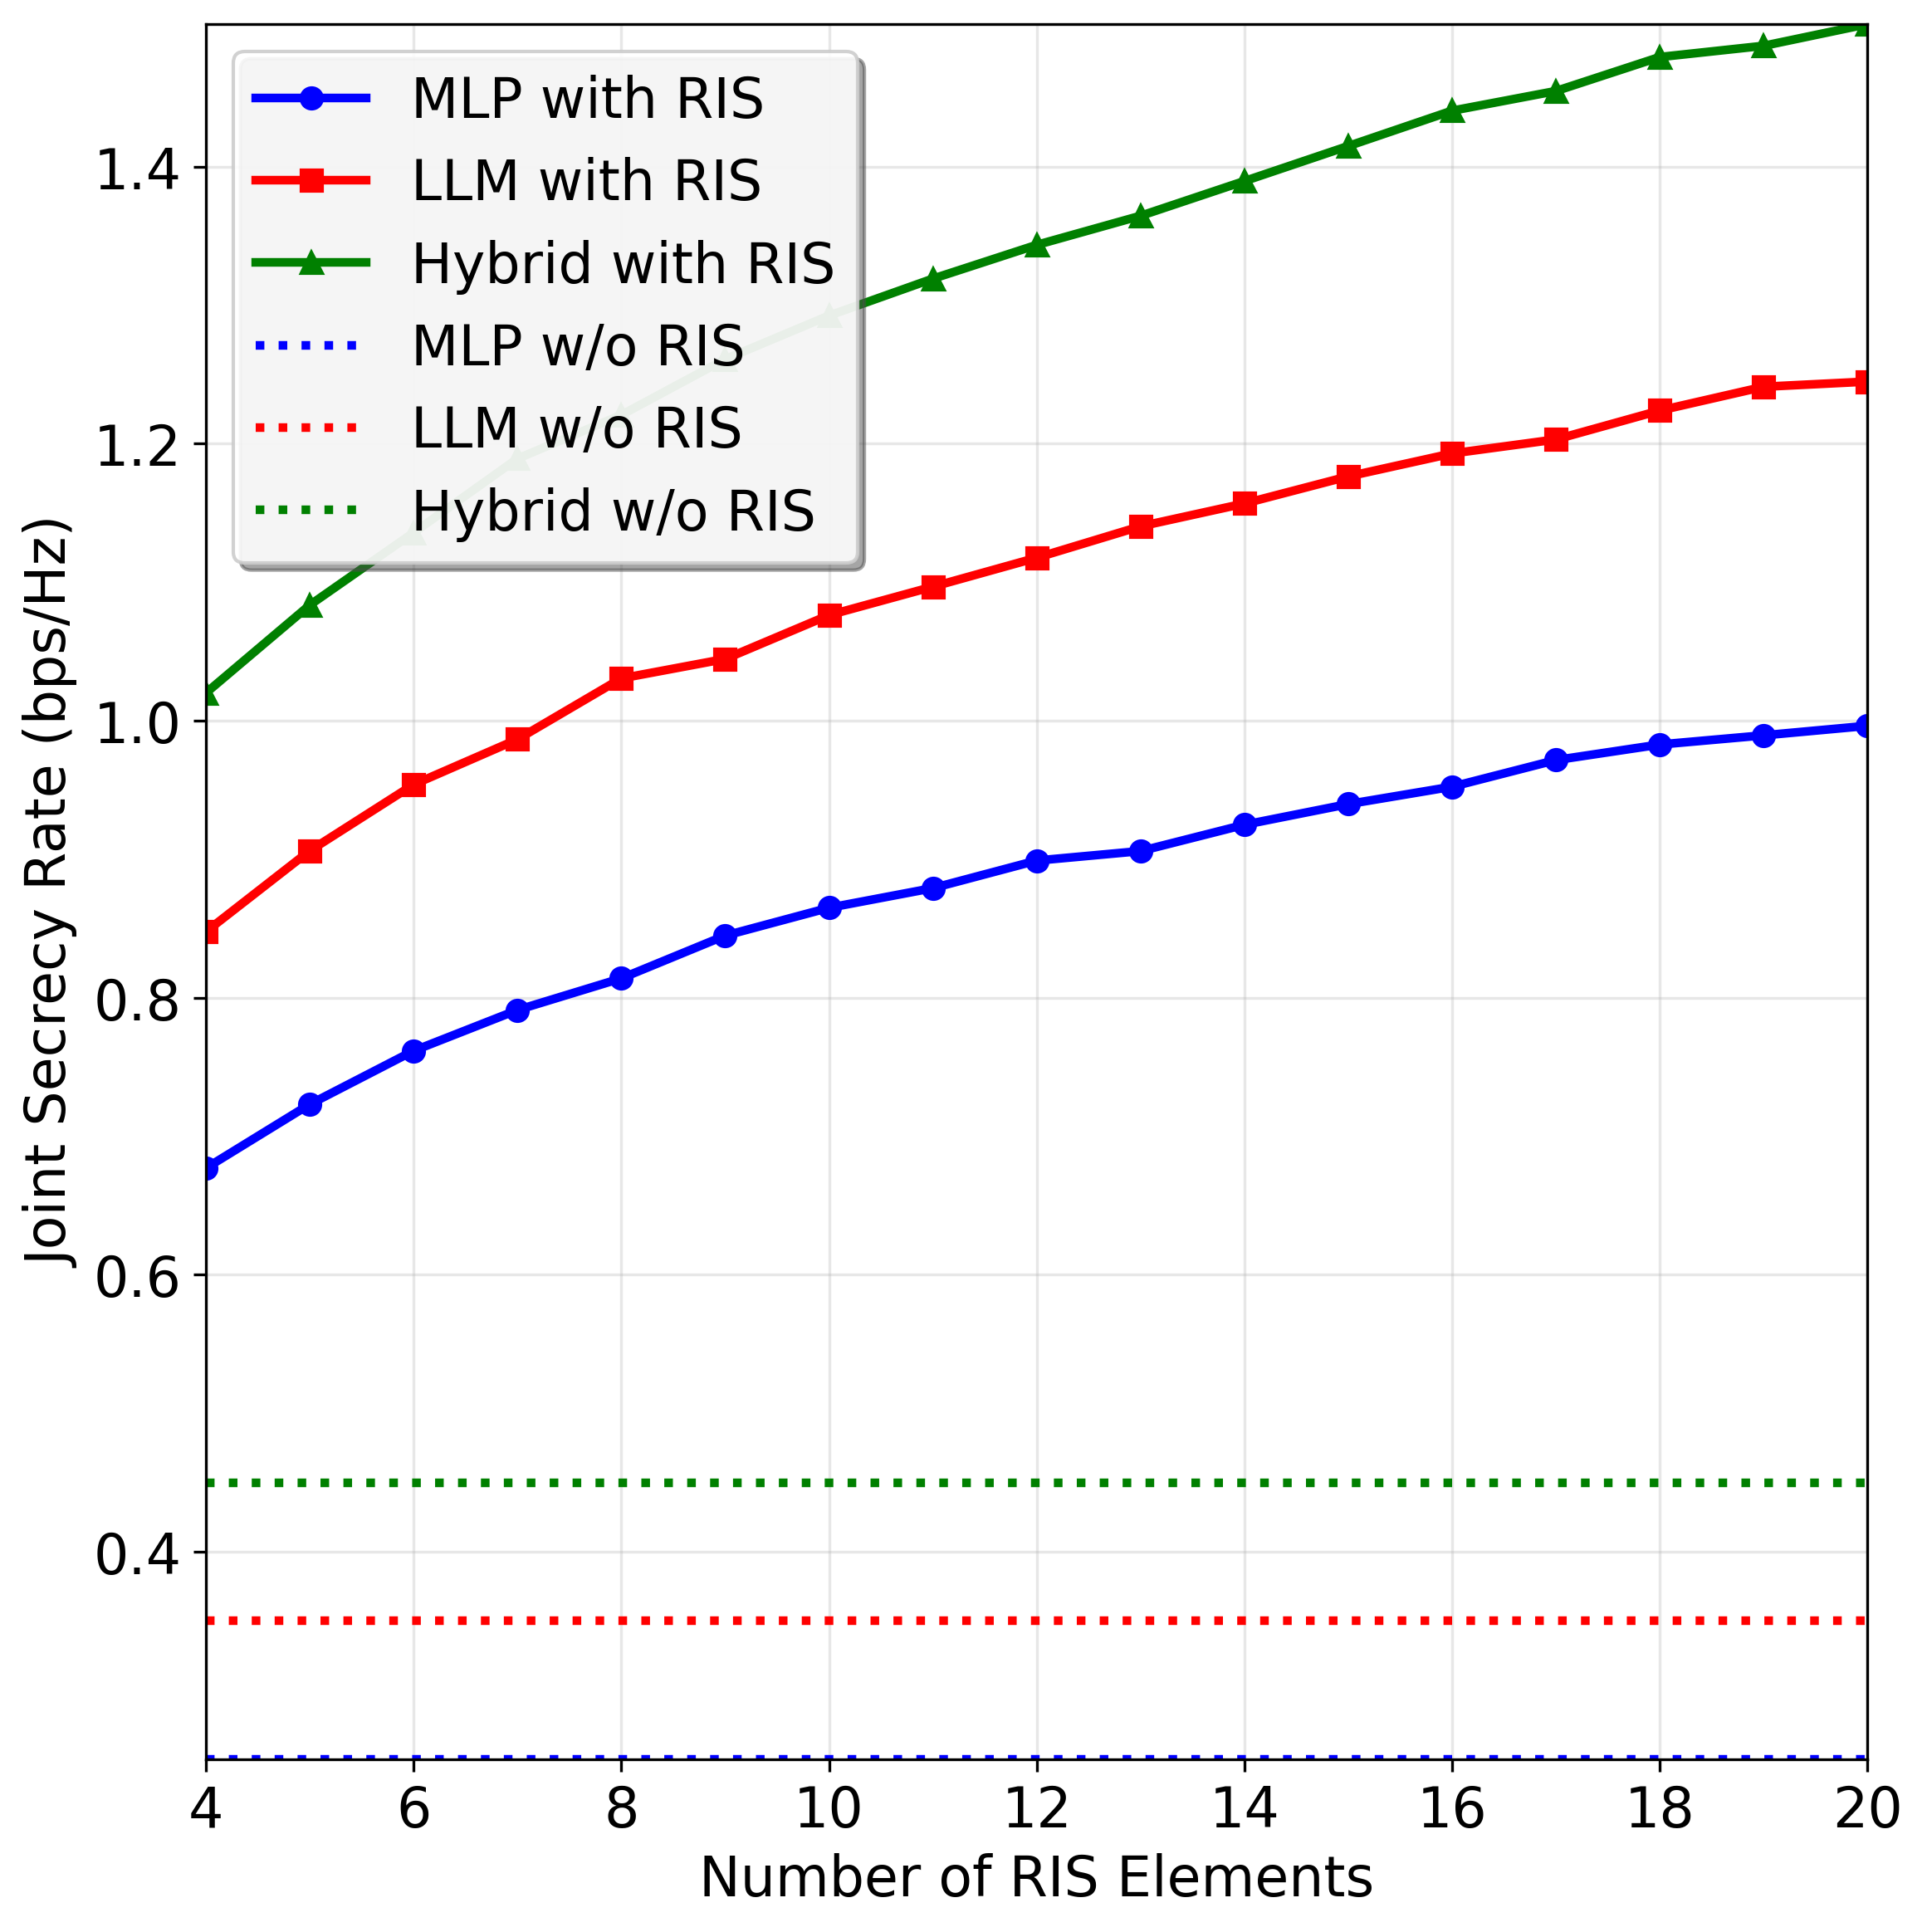 MLP with RIS
LLM with RIS
Hybrid with RIS
MLP w/o RIS
LLM w/o RIS
Hybrid w/o RIS
1.4
1.2
1.0
0.8
0.6
0.4
Joint Secrecy Rate (bps/Hz)
4 6 8 10 12 14 16 18 20
Number of RIS Elements